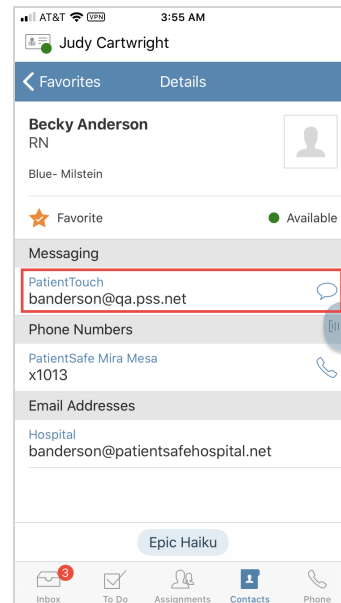 AT&T VPN 3:55 AM
Judy Cartwright
Favorites Details
Becky Anderson
RN
Blue- Milstein
Favorite Available
Messaging
PatientTouch
banderson@qa.pss.net
Phone Numbers
PatientSafe Mira Mesa
x1013
Email Addresses
Hospital
banderson@patientsafehospital.net
Epic Haiku
3
Inbox To Do Assignments Contacts Phone